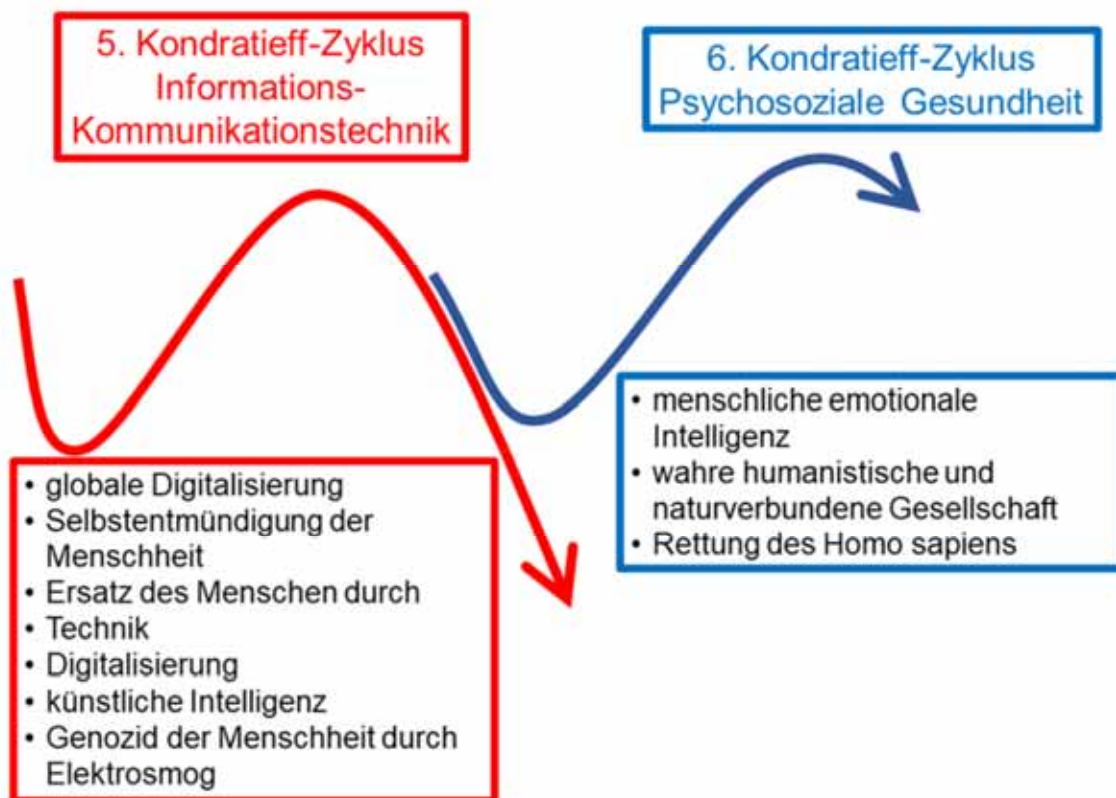 5. Kondratieff-Zyklus
Informations-
Kommunikationstechnik
6. Kondratieff-Zyklus
Psychosoziale Gesundheit
• globale Digitalisierung
• Selbstentmündigung der
Menschheit
• Ersatz des Menschen durch
• Technik
• Digitalisierung
• künstliche Intelligenz
• Genozid der Menschheit durch
Elektrosmog
• menschliche emotionale
Intelligenz
• wahre humanistische und
naturverbundene Gesellschaft
• Rettung des Homo sapiens